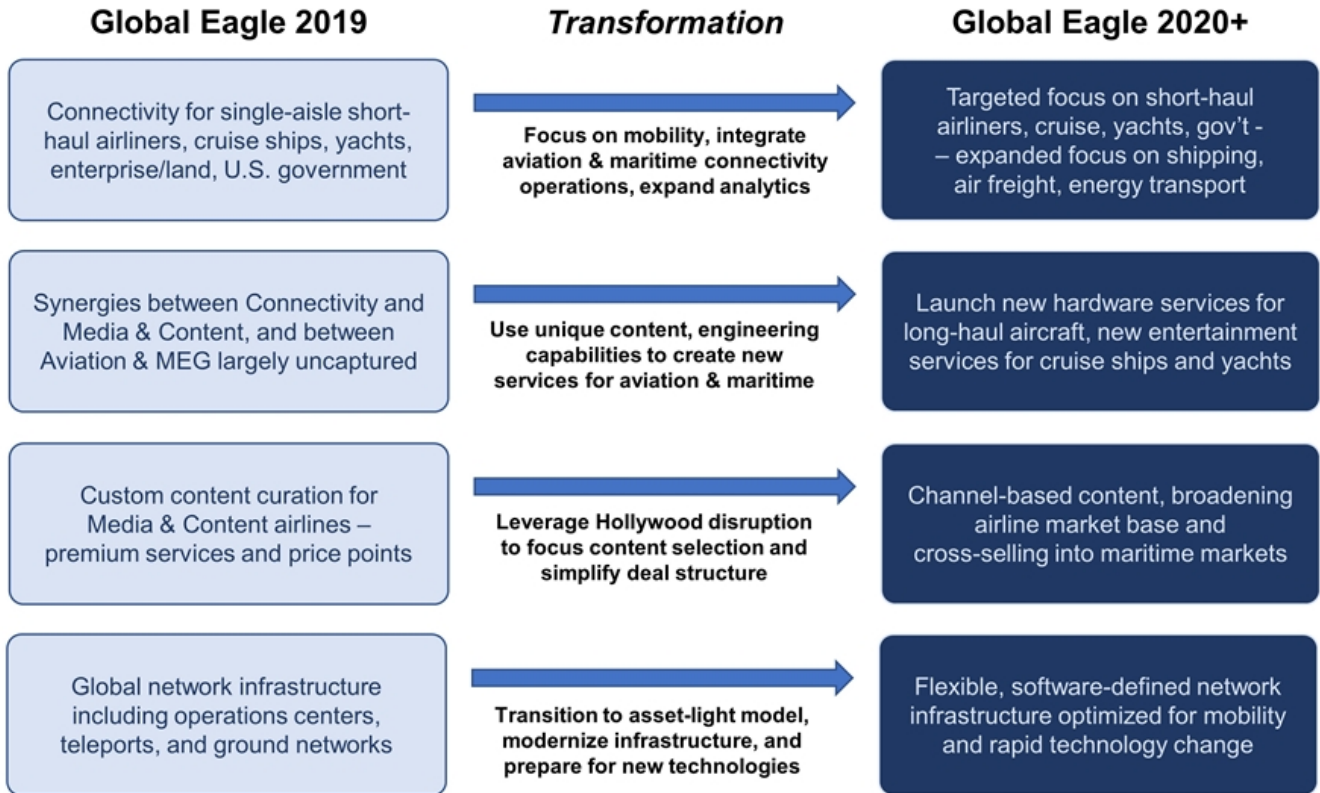 Global Eagle 2019
Transformation
Global Eagle 2020+
Connectivity for single-aisle short-
haul airliners, cruise ships, yachts,
enterprise/land, U.S. government
Focus on mobility, integrate
aviation & maritime connectivity
operations, expand analytics
Targeted focus on short-haul
airliners, cruise, yachts, gov't -
– expanded focus on shipping,
air freight, energy transport
Synergies between Connectivity and
Media & Content, and between
Aviation & MEG largely uncaptured
Use unique content, engineering
capabilities to create new
services for aviation & maritime
Launch new hardware services for
long-haul aircraft, new entertainment
services for cruise ships and yachts
Custom content curation for
Media & Content airlines –
premium services and price points
Leverage Hollywood disruption
to focus content selection and
simplify deal structure
Channel-based content, broadening
airline market base and
cross-selling into maritime markets
Global network infrastructure
including operations centers,
teleports, and ground networks
Transition to asset-light model,
modernize infrastructure, and
prepare for new technologies
Flexible, software-defined network
infrastructure optimized for mobility
and rapid technology change